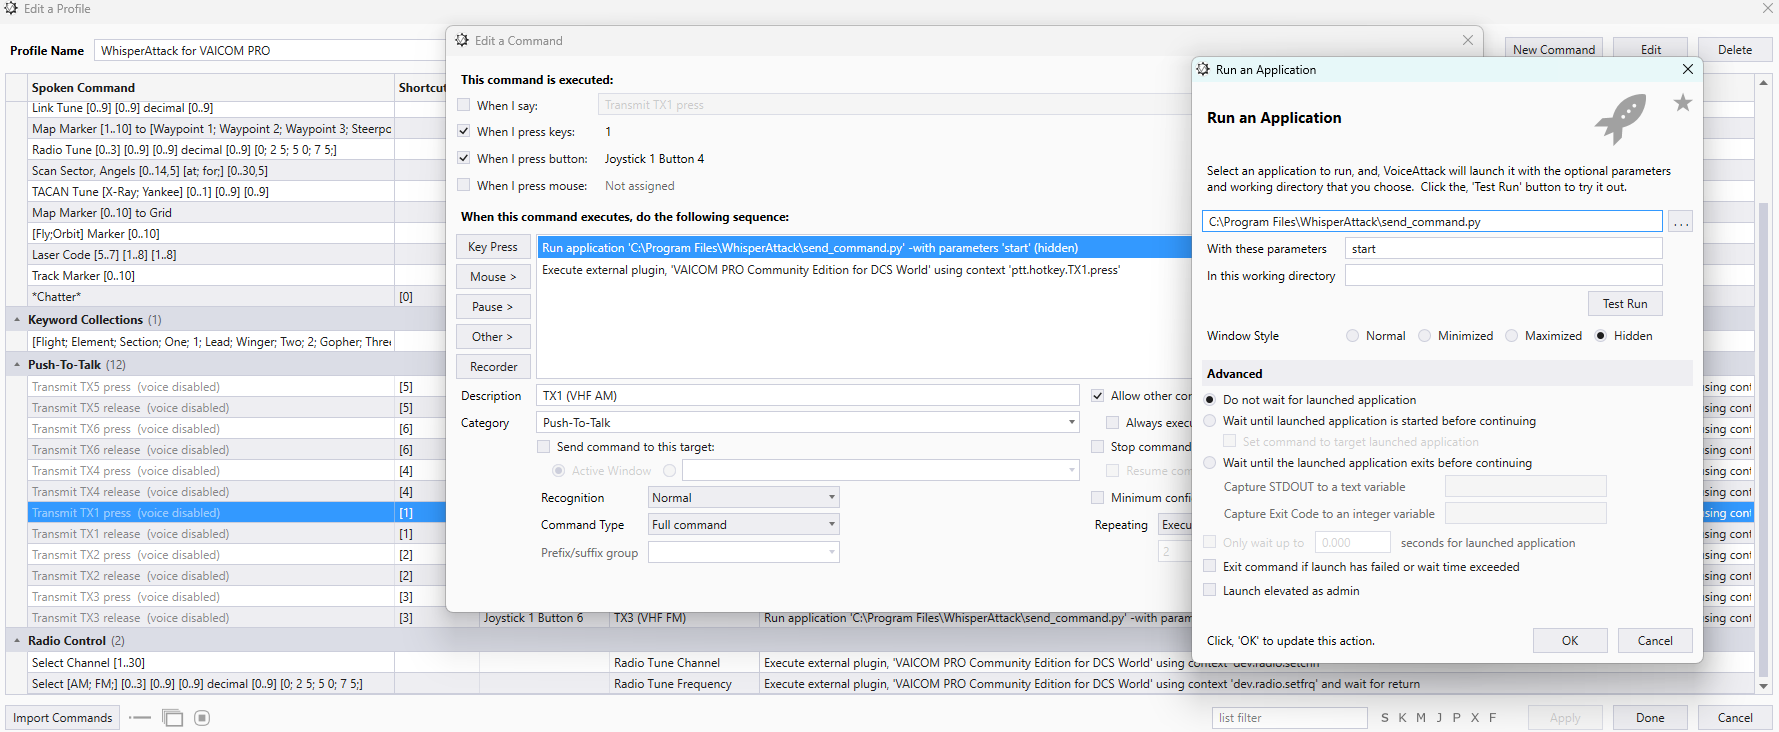 Edit a Profile
Profile Name
WhisperAttack for VAICOM PRO
New Command
Edit
Delete
Spoken Command
Shortcut
Link Tune [0..9] [0..9] decimal [0..9]
Map Marker [1..10] to [Waypoint 1; Waypoint 2; Waypoint 3; Steerpo
Radio Tune [0..3] [0..9] [0..9] decimal [0..9] [0; 2 5; 5 0; 7 5;]
Scan Sector, Angels [0..14,5] [at; for;] [0..30,5]
TACAN Tune [X-Ray; Yankee] [0..1] [0..9] [0..9]
Map Marker [0..10] to Grid
[Fly;Orbit] Marker [0..10]
Laser Code [5..7] [1..8] [1..8]
Track Marker [0..10]
*Chatter* [0]
Keyword Collections (1)
[Flight; Element; Section; One; 1; Lead; Winger; Two; 2; Gopher; Three
Push-To-Talk (12)
Transmit TX5 press (voice disabled) [5]
Transmit TX5 release (voice disabled) [5]
Transmit TX6 press (voice disabled) [6]
Transmit TX6 release (voice disabled) [6]
Transmit TX4 press (voice disabled) [4]
Transmit TX4 release (voice disabled) [4]
Transmit TX1 press (voice disabled) [1]
Transmit TX1 release (voice disabled) [1]
Transmit TX2 press (voice disabled) [2]
Transmit TX2 release (voice disabled) [2]
Transmit TX3 press (voice disabled) [3]
Transmit TX3 release (voice disabled) [3] Joystick 1 Button 6 TX3 (VHF FM) Run application 'C:\Program Files\WhisperAttack\send_command.py' -with param
Radio Control (2)
Select Channel [1..30] Radio Tune Channel Execute external plugin, 'VAICOM PRO Community Edition for DCS World' using context 'dev.radio.setchn'
Select [AM; FM;] [0..3] [0..9] [0..9] decimal [0..9] [0; 2 5; 5 0; 7 5;] Radio Tune Frequency Execute external plugin, 'VAICOM PRO Community Edition for DCS World' using context 'dev.radio.setfrq' and wait for return
Import Commands
list filter
S K M J P X F
Apply
Done
Cancel
Edit a Command
This command is executed:
When I say: Transmit TX1 press
When I press keys: 1
When I press button: Joystick 1 Button 4
When I press mouse: Not assigned
When this command executes, do the following sequence:
Key Press
Mouse >
Pause >
Other >
Recorder
Run application 'C:\Program Files\WhisperAttack\send_command.py' -with parameters 'start' (hidden)
Execute external plugin, 'VAICOM PRO Community Edition for DCS World' using context 'ptt.hotkey.TX1.press'
Description TX1 (VHF AM)
Category Push-To-Talk
Send command to this target:
Active Window
Recognition Normal
Command Type Full command
Prefix/suffix group
Allow other cor
Always execu
Stop command
Resume com
Minimum confi
Repeating Execu
2
Run an Application
Run an Application
Select an application to run, and, VoiceAttack will launch it with the optional parameters
and working directory that you choose. Click the, 'Test Run' button to try it out.
C:\Program Files\WhisperAttack\send_command.py
...
With these parameters start
In this working directory
Test Run
Window Style Normal Minimized Maximized Hidden
Advanced
Do not wait for launched application
Wait until launched application is started before continuing
Set command to target launched application
Wait until the launched application exits before continuing
Capture STDOUT to a text variable
Capture Exit Code to an integer variable
Only wait up to 0.000 seconds for launched application
Exit command if launch has failed or wait time exceeded
Launch elevated as admin
Click, 'OK' to update this action.
OK
Cancel
using cont
using cont
using cont
using cont
using cont
using cont
using cont
using cont
using cont
using cont
using cont
using cont